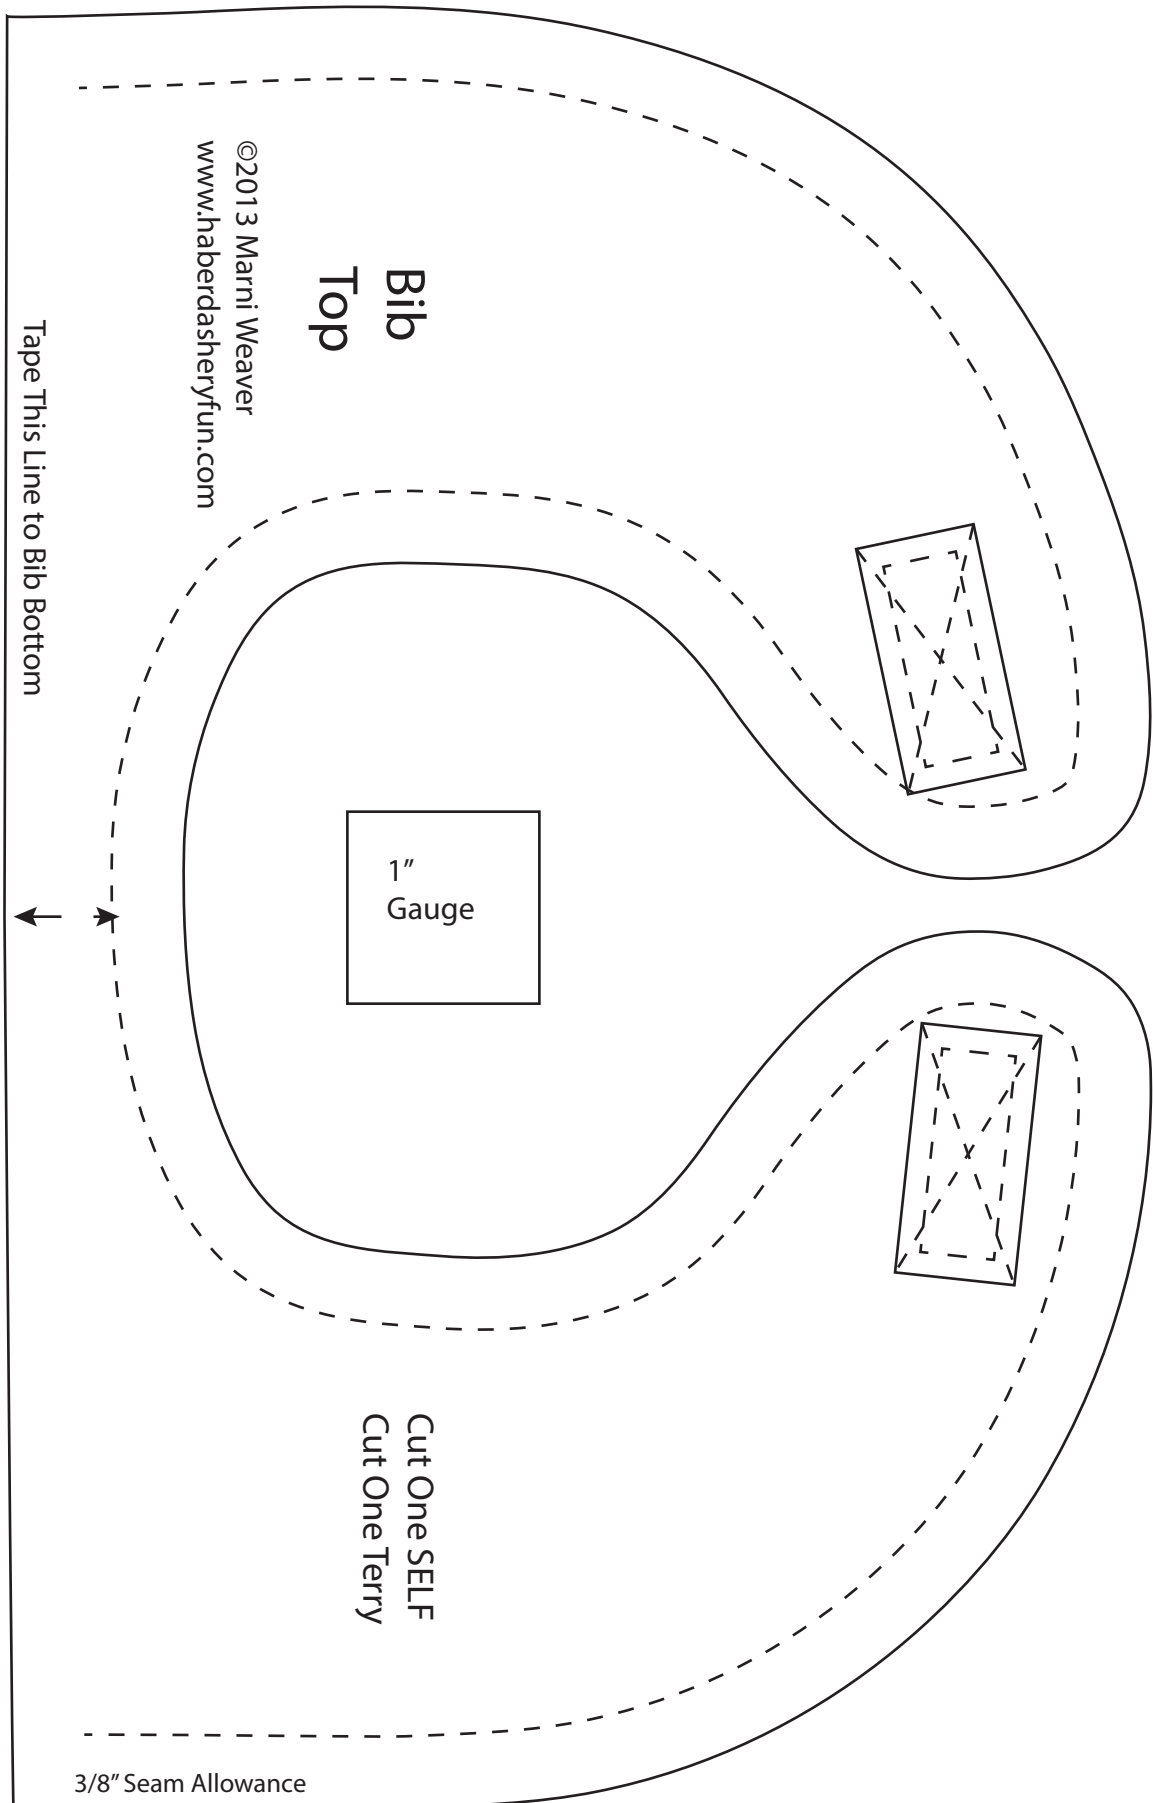 Bib
Top
©2013 Marni Weaver
www.haberdasheryfun.com
Tape This Line to Bib Bottom
1”
Gauge
Cut One SELF
Cut One Terry
3/8” Seam Allowance